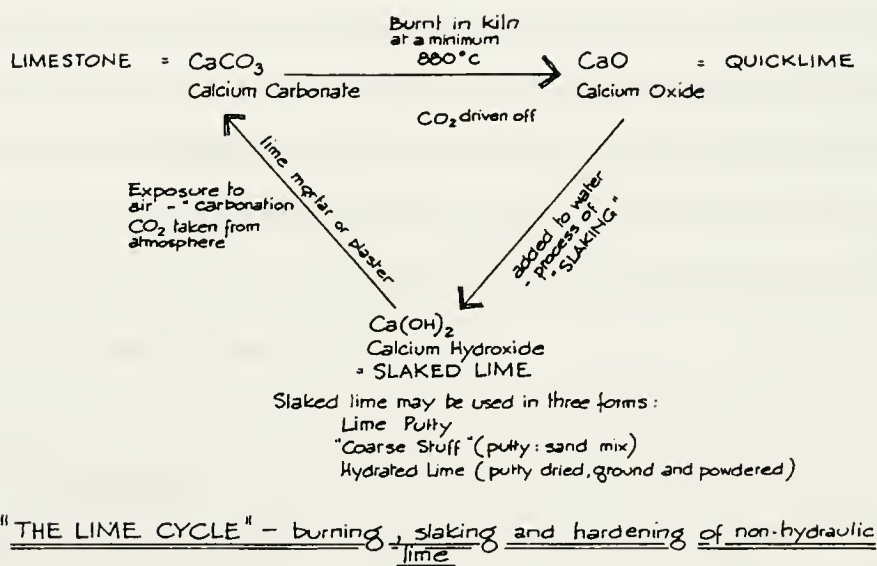 Burnt in kiln
at a minimum
880°c
LIMESTONE = CaCO3
Calcium Carbonate
CaO = QUICKLIME
Calcium Oxide
CO2 driven off
lime mortar or plaster
Exposure to
air - "carbonation
CO2 taken from
atmosphere"
added to water
- process of
"SLAKING"
Ca(OH)2
Calcium Hydroxide
= SLAKED LIME
Slaked lime may be used in three forms:
Lime Putty
"Coarse Stuff" (putty: sand mix)
Hydrated Lime (putty dried, ground and powdered)
"THE LIME CYCLE" – burning, slaking and hardening of non-hydraulic
lime